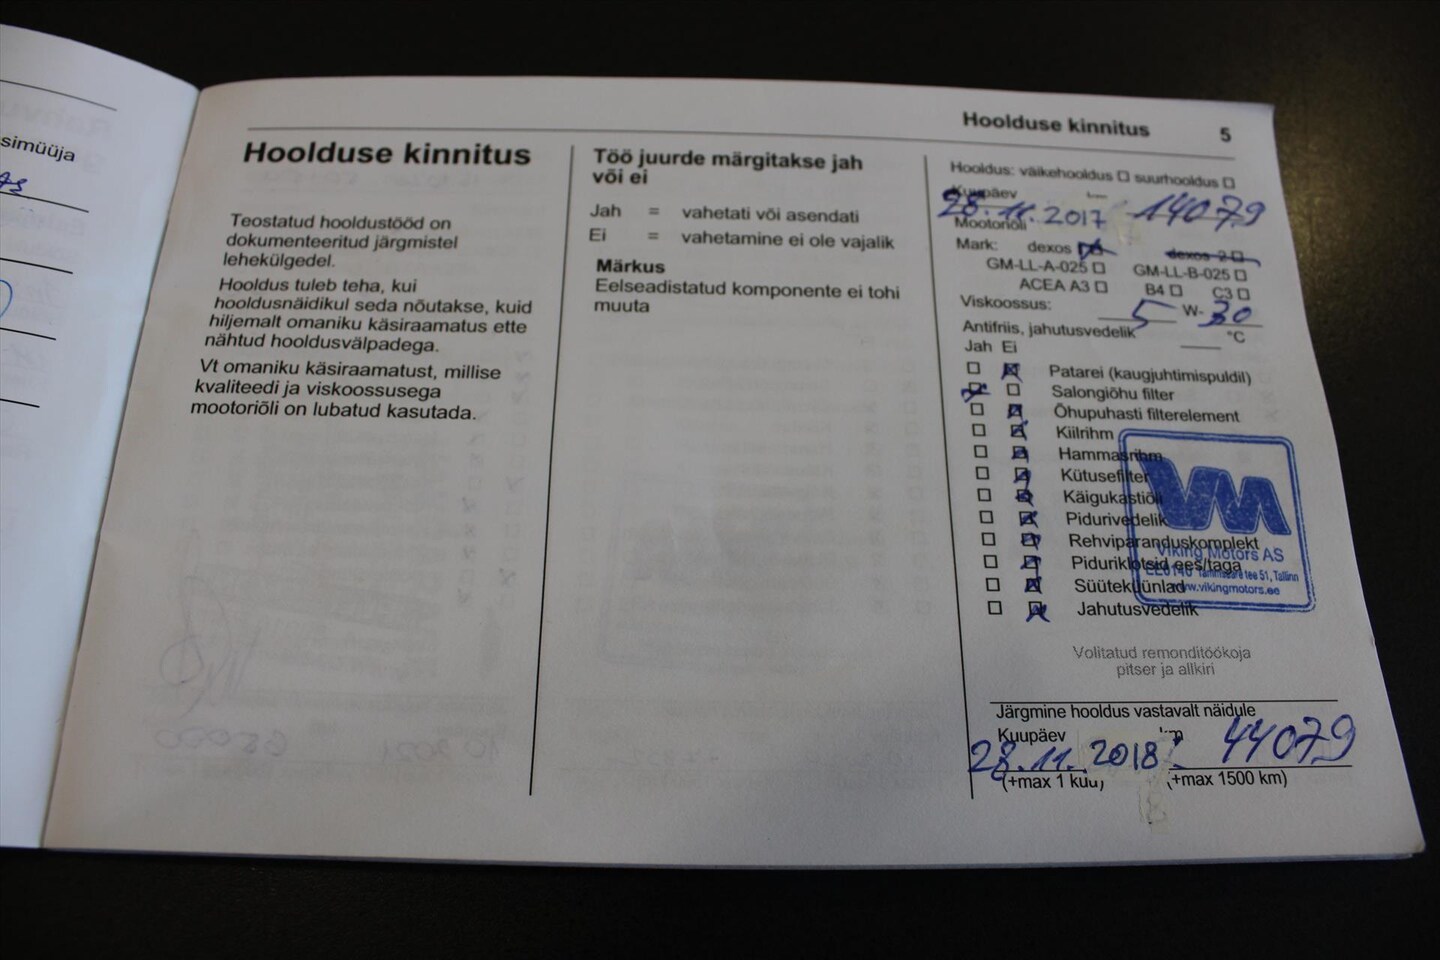 simüüja
Hoolduse kinnitus 5
Hoolduse kinnitus
Teostatud hooldustööd on
dokumenteeritud järgmistel
lehekülgedel.
Hooldus tuleb teha, kui
hooldusnäidikul seda nõutakse, kuid
hiljemalt omaniku käsiraamatus ette
nähtud hooldusvälpadega.
Vt omaniku käsiraamatust, millise
kvaliteedi ja viskoossusega
mootoriõli on lubatud kasutada.
Töö juurde märgitakse jah
või ei
Jah = vahetati või asendati
Ei = vahetamine ei ole vajalik
Märkus
Eelseadistatud komponente ei tohi
muuta
Hooldus: väikehooldus ☐ suurhooldus ☐
Kuupäev
28.11.2017 14079
Mootoriõli
Mark: dexos dexos 2 ☐
GM-LL-A-025 ☐ GM-LL-B-025 ☐
ACEA A3 ☐ B4 ☐ C3 ☐
Viskoossus: 5 W- 30
Antifriis, jahutusvedelik °C
Jah Ei
Patarei (kaugjuhtimispuldil)
Salongiõhu filter
Õhupuhasti filterelement
Kiilrihm
Hammasrihm
Kütusefilter
Käigukastiõli
Pidurivedelik
Rehviparanduskomplekt
Viking Motors AS
Piduriklotsid ees/taga
Tammsaare tee 51, Tallinn
Süüteküünlad
www.vikingmotors.ee
Jahutusvedelik
Volitatud remonditöökoja
pitser ja allkiri
Järgmine hooldus vastavalt näidule
Kuupäev km
28.11.2018 44079
(+max 1 kuu) (+max 1500 km)